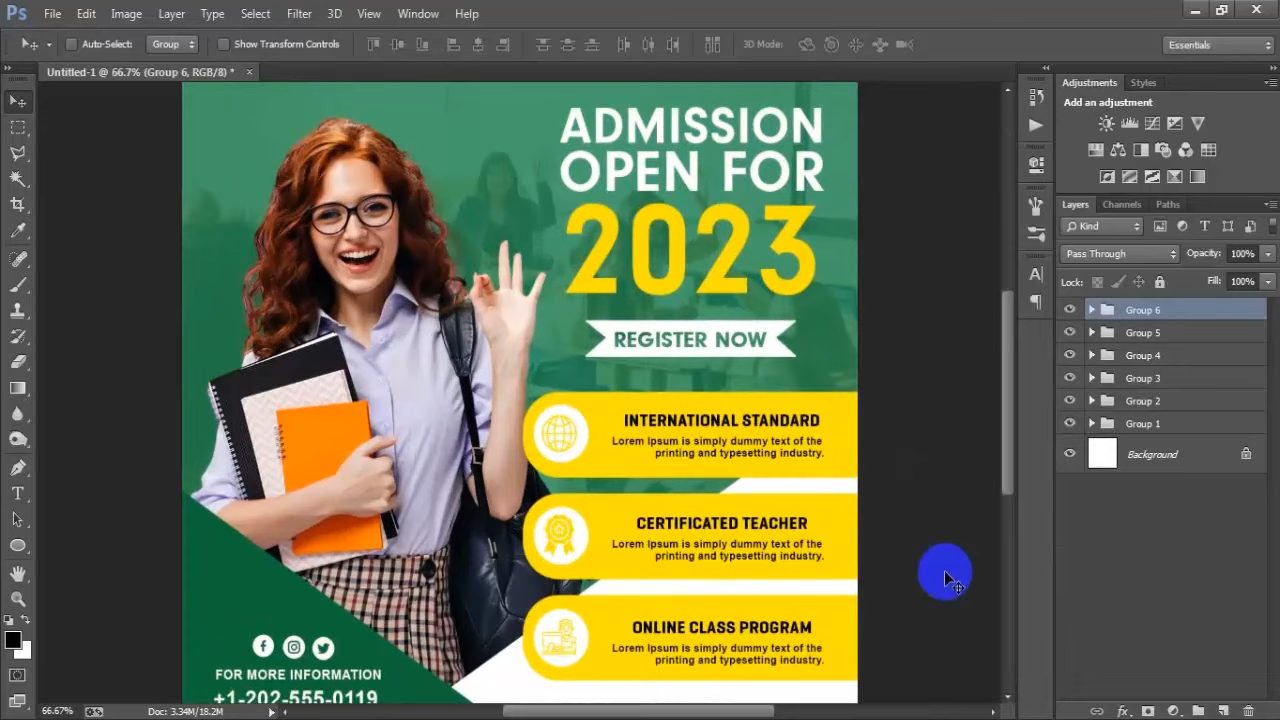 Ps File Edit Image Layer Type Select Filter 3D View Window Help
Auto-Select: Group Show Transform Controls 3D Mode: Essentials
Untitled-1 @ 66.7% (Group 6, RGB/8) *
ADMISSION
OPEN FOR
2023
REGISTER NOW
INTERNATIONAL STANDARD
Lorem Ipsum is simply dummy text of the
printing and typesetting industry.
CERTIFICATED TEACHER
Lorem Ipsum is simply dummy text of the
printing and typesetting industry.
ONLINE CLASS PROGRAM
Lorem Ipsum is simply dummy text of the
printing and typesetting industry.
FOR MORE INFORMATION
+1-202-555-0119
Adjustments Styles
Add an adjustment
Layers Channels Paths
Kind
Pass Through Opacity: 100%
Lock: Fill: 100%
Group 6
Group 5
Group 4
Group 3
Group 2
Group 1
Background
66.67% Doc: 3.34M/18.2M